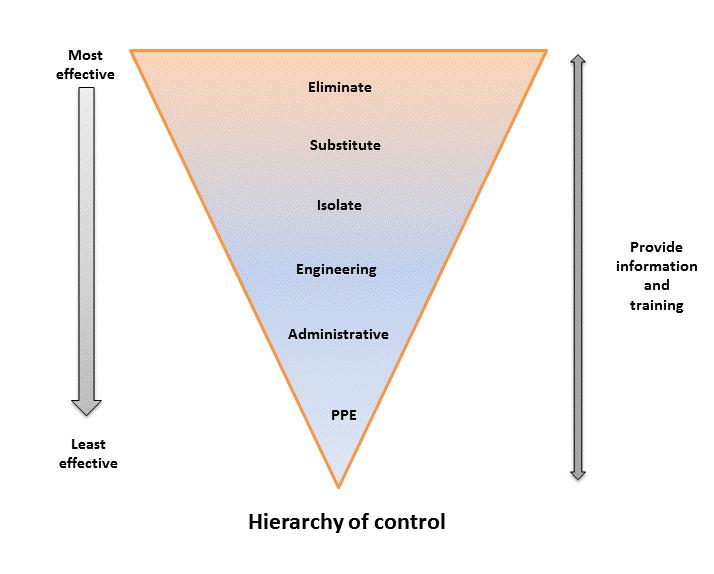 Most
effective
Eliminate
Substitute
Isolate
Engineering
Administrative
PPE
Least
effective
Provide
information
and
training
Hierarchy of control